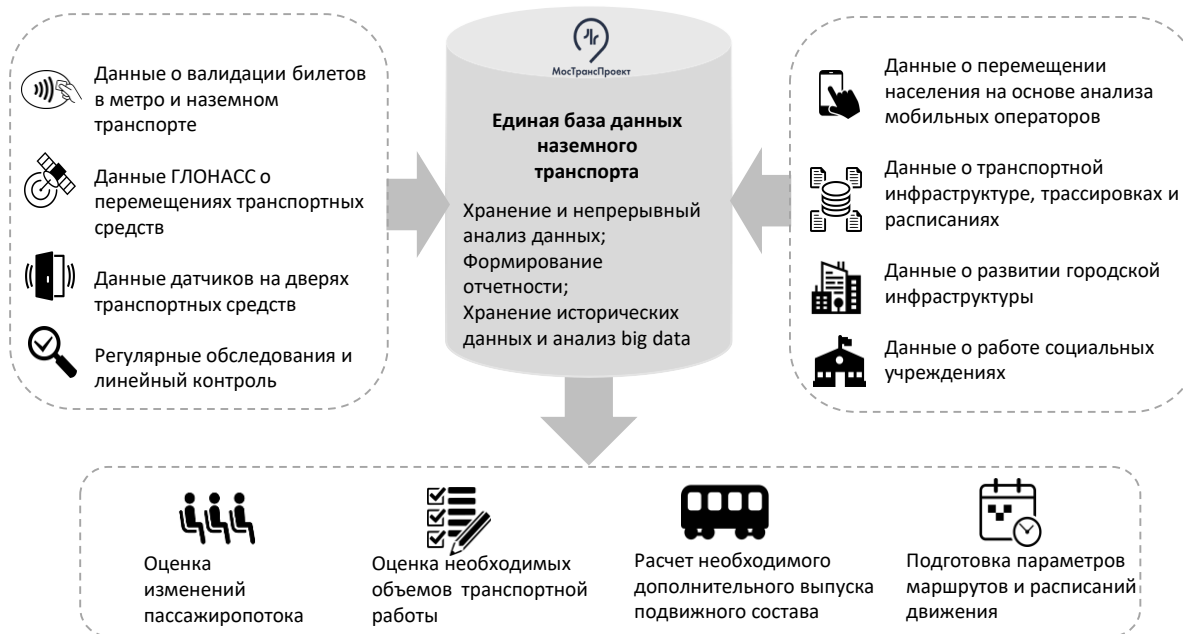 Данные о валидации билетов
в метро и наземном
транспорте
Данные ГЛОНАСС о
перемещениях транспортных
средств
Данные датчиков на дверях
транспортных средств
Регулярные обследования и
линейный контроль
МосТрансПроект
Единая база данных
наземного
транспорта
Хранение и непрерывный
анализ данных;
Формирование
отчетности;
Хранение исторических
данных и анализ big data
Данные о перемещении
населения на основе анализа
мобильных операторов
Данные о транспортной
инфраструктуре, трассировках и
расписаниях
Данные о развитии городской
инфраструктуры
Данные о работе социальных
учреждениях
Оценка
изменений
пассажиропотока
Оценка необходимых
объемов транспортной
работы
Расчет необходимого
дополнительного выпуска
подвижного состава
Подготовка параметров
маршрутов и расписаний
движения